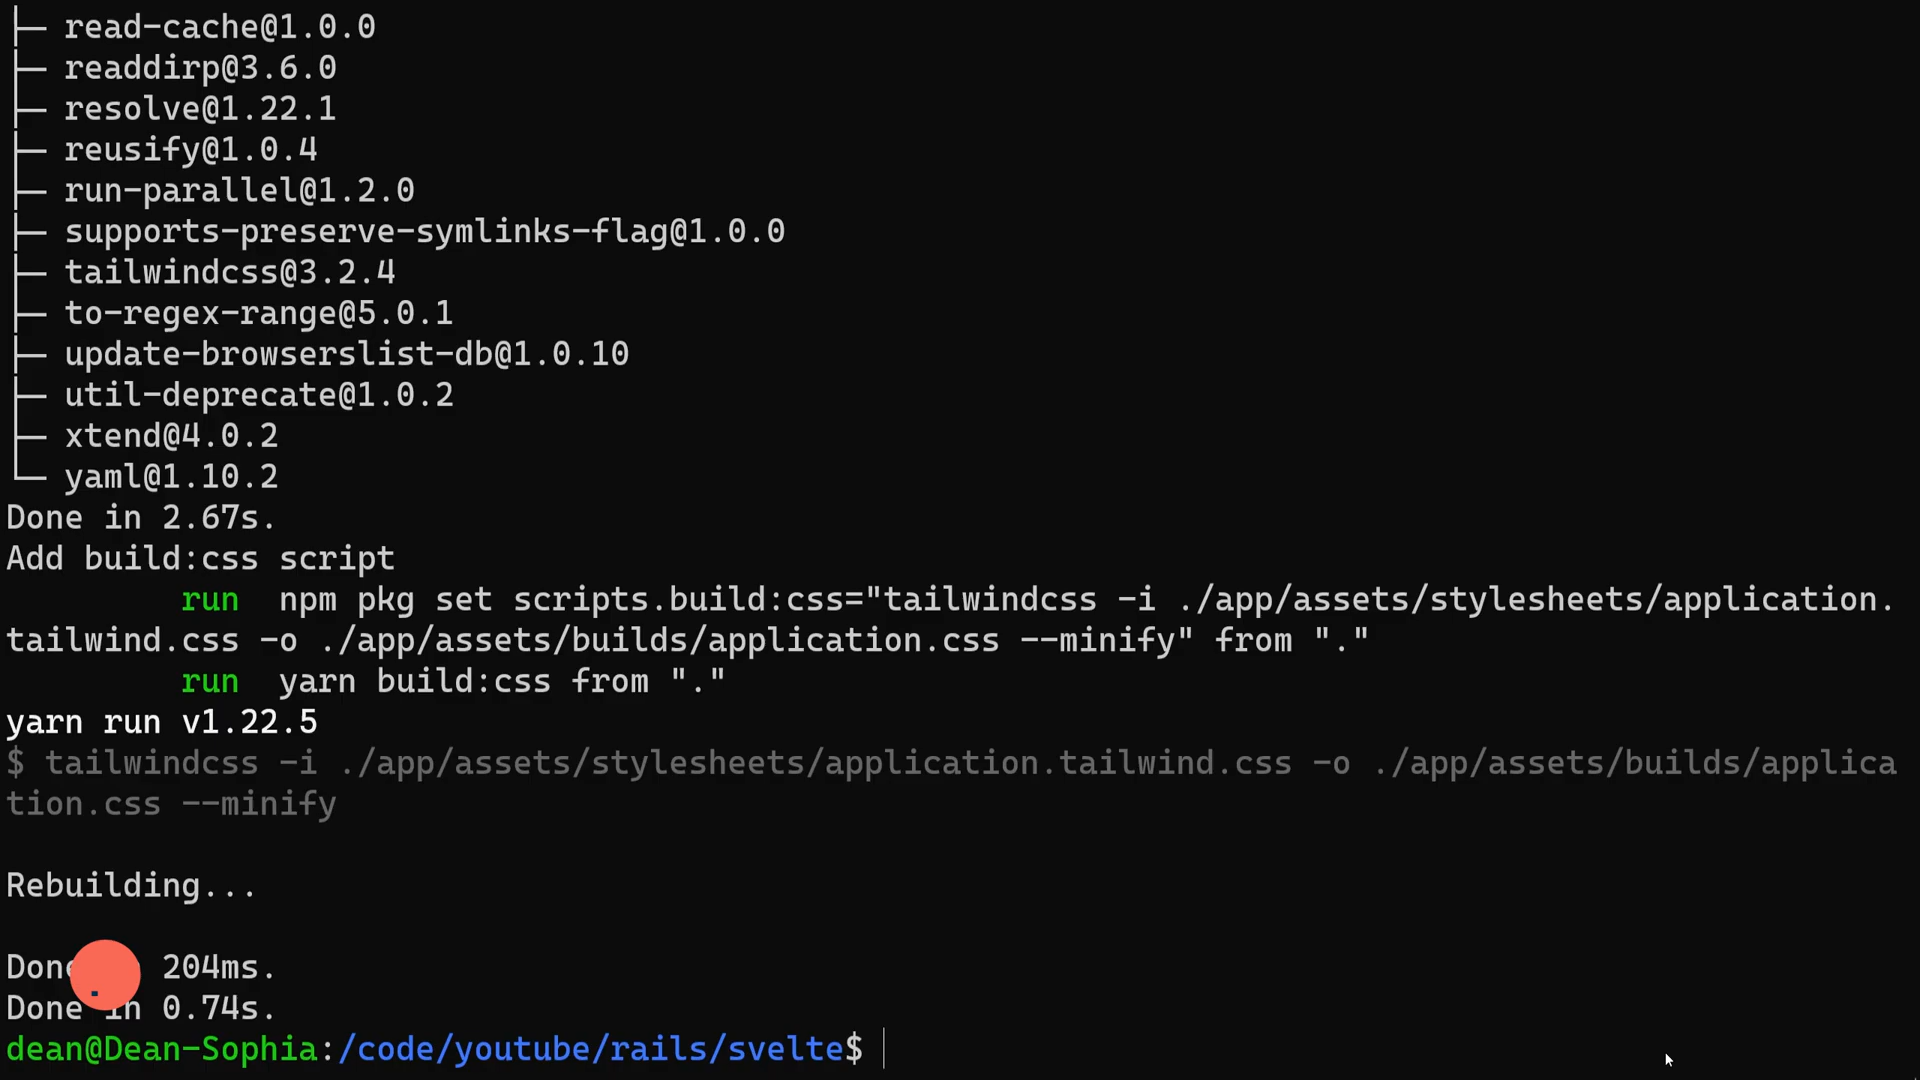 ├─ read-cache@1.0.0
├─ readdirp@3.6.0
├─ resolve@1.22.1
├─ reusify@1.0.4
├─ run-parallel@1.2.0
├─ supports-preserve-symlinks-flag@1.0.0
├─ tailwindcss@3.2.4
├─ to-regex-range@5.0.1
├─ update-browserslist-db@1.0.10
├─ util-deprecate@1.0.2
├─ xtend@4.0.2
└─ yaml@1.10.2
Done in 2.67s.
Add build:css script
run  npm pkg set scripts.build:css="tailwindcss -i ./app/assets/stylesheets/application.
tailwind.css -o ./app/assets/builds/application.css --minify" from "."
run  yarn build:css from "."
yarn run v1.22.5
$ tailwindcss -i ./app/assets/stylesheets/application.tailwind.css -o ./app/assets/builds/applica
tion.css --minify
Rebuilding...
Done 204ms.
Done in 0.74s.
dean@Dean-Sophia:/code/youtube/rails/svelte$